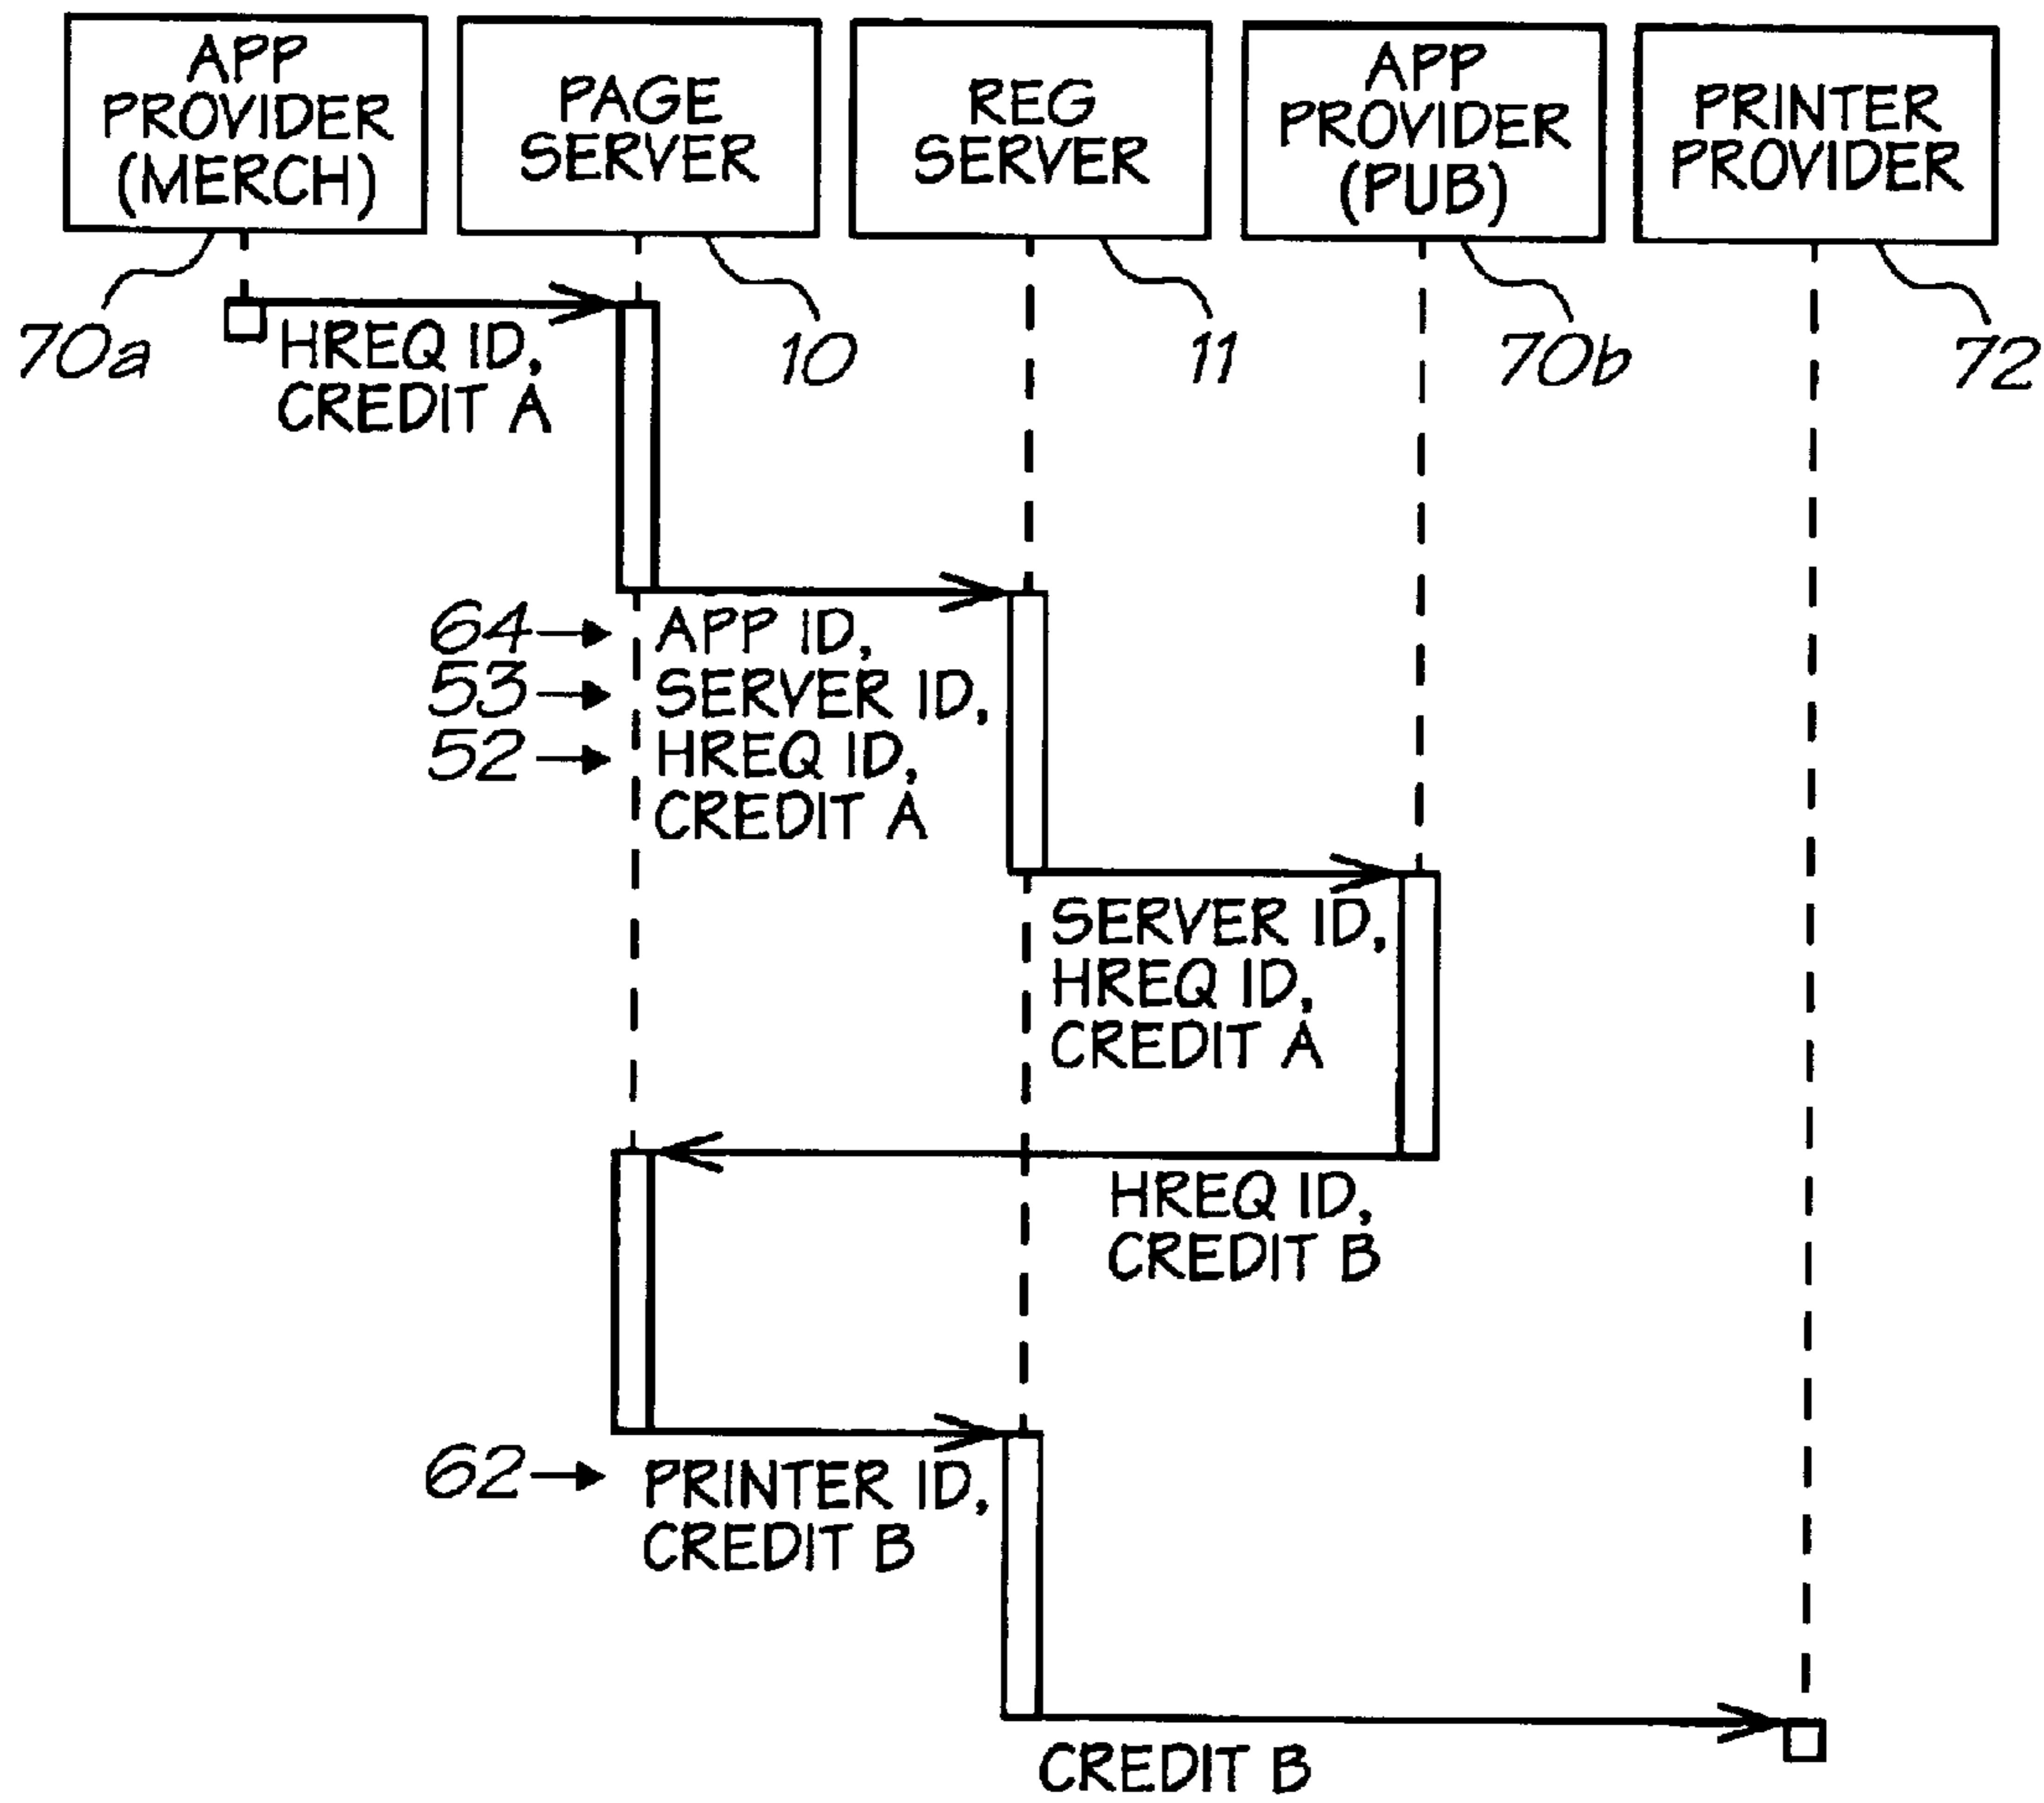 APP
PROVIDER
(MERCH)
PAGE
SERVER
REG
SERVER
APP
PROVIDER
(PUB)
PRINTER
PROVIDER
70a
10
11
70b
72
HREQ ID,
CREDIT A
64
APP ID,
53
SERVER ID,
52
HREQ ID,
CREDIT A
SERVER ID,
HREQ ID,
CREDIT A
HREQ ID,
CREDIT B
62
PRINTER ID,
CREDIT B
CREDIT B